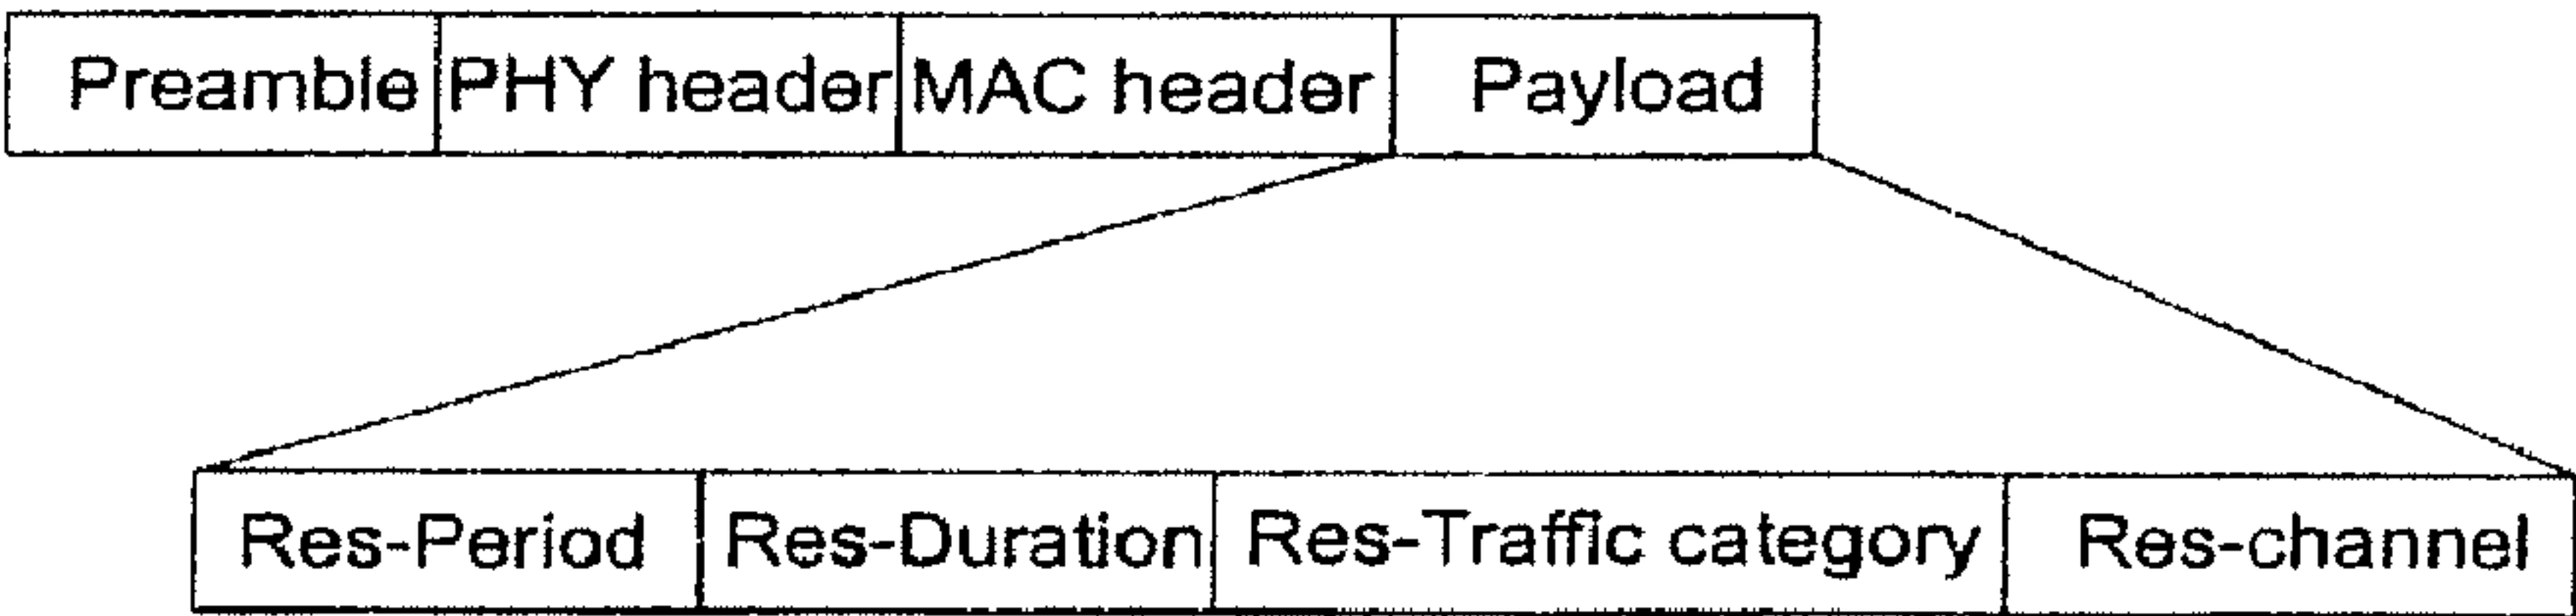 Preamble PHY header MAC header Payload
Res-Period Res-Duration Res-Traffic category Res-channel